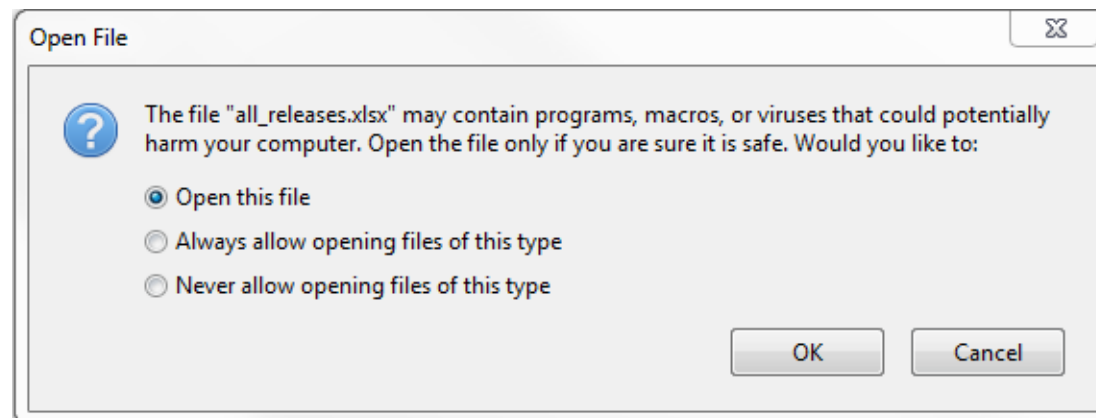 Open File
The file "all_releases.xlsx" may contain programs, macros, or viruses that could potentially
harm your computer. Open the file only if you are sure it is safe. Would you like to:
Open this file
Always allow opening files of this type
Never allow opening files of this type
OK Cancel